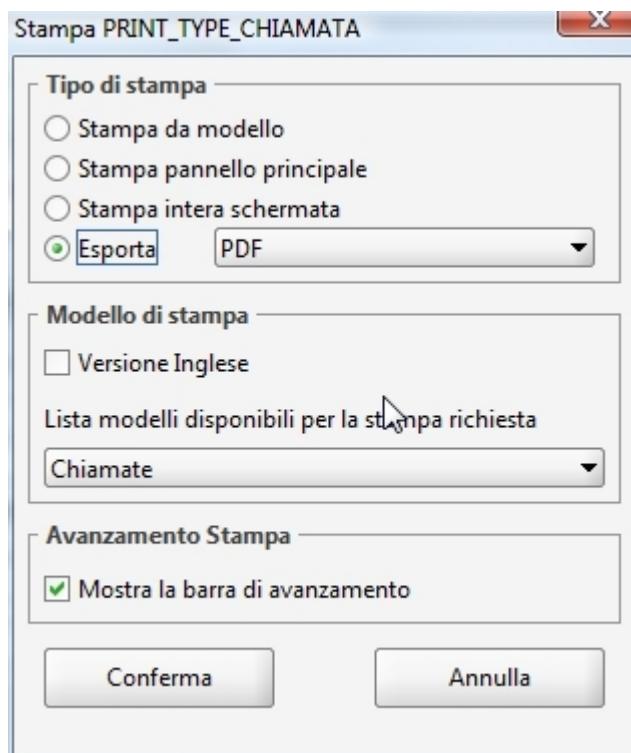 Stampa PRINT_TYPE_CHIAMATA
Tipo di stampa
Stampa da modello
Stampa pannello principale
Stampa intera schermata
Esporta PDF
Modello di stampa
Versione Inglese
Lista modelli disponibili per la stampa richiesta
Chiamate
Avanzamento Stampa
Mostra la barra di avanzamento
Conferma Annulla